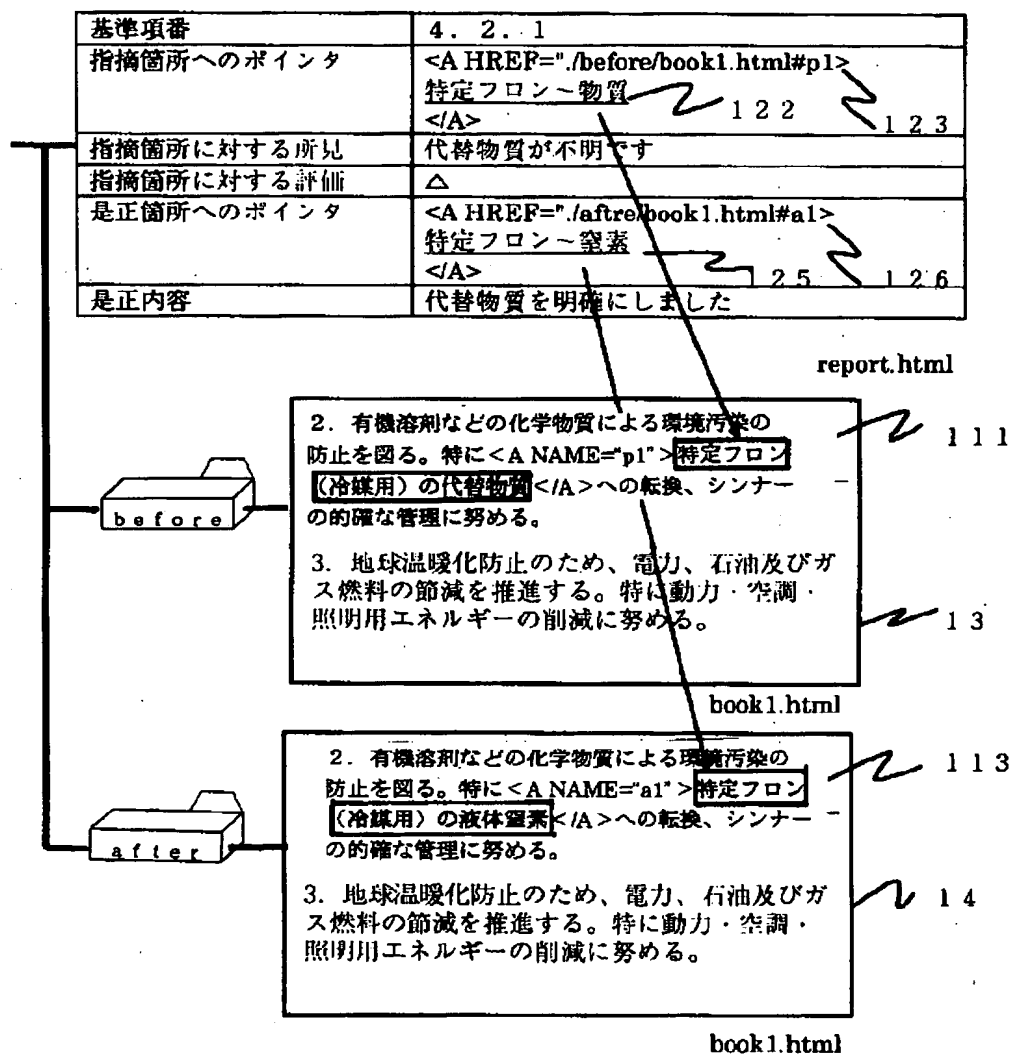 基準項番 4．2．1
指摘箇所へのポインタ <A HREF="./before/book1.html#p1>
特定フロン～物質
</A>
122
123
指摘箇所に対する所見 代替物質が不明です
指摘箇所に対する評価 △
是正箇所へのポインタ <A HREF="./aftre/book1.html#a1>
特定フロン～窒素
</A>
125
126
是正内容 代替物質を明確にしました
report.html
2．有機溶剤などの化学物質による環境汚染の
防止を図る。特に<A NAME="p1">特定フロン
（冷媒用）の代替物質</A>への転換、シンナー
の的確な管理に努める。
111
before
3．地球温暖化防止のため、電力、石油及びガ
ス燃料の節減を推進する。特に動力・空調・
照明用エネルギーの削減に努める。
13
book1.html
2．有機溶剤などの化学物質による環境汚染の
防止を図る。特に<A NAME="a1">特定フロン
（冷媒用）の液体窒素</A>への転換、シンナー
の的確な管理に努める。
113
after
3．地球温暖化防止のため、電力、石油及びガ
ス燃料の節減を推進する。特に動力・空調・
照明用エネルギーの削減に努める。
14
book1.html